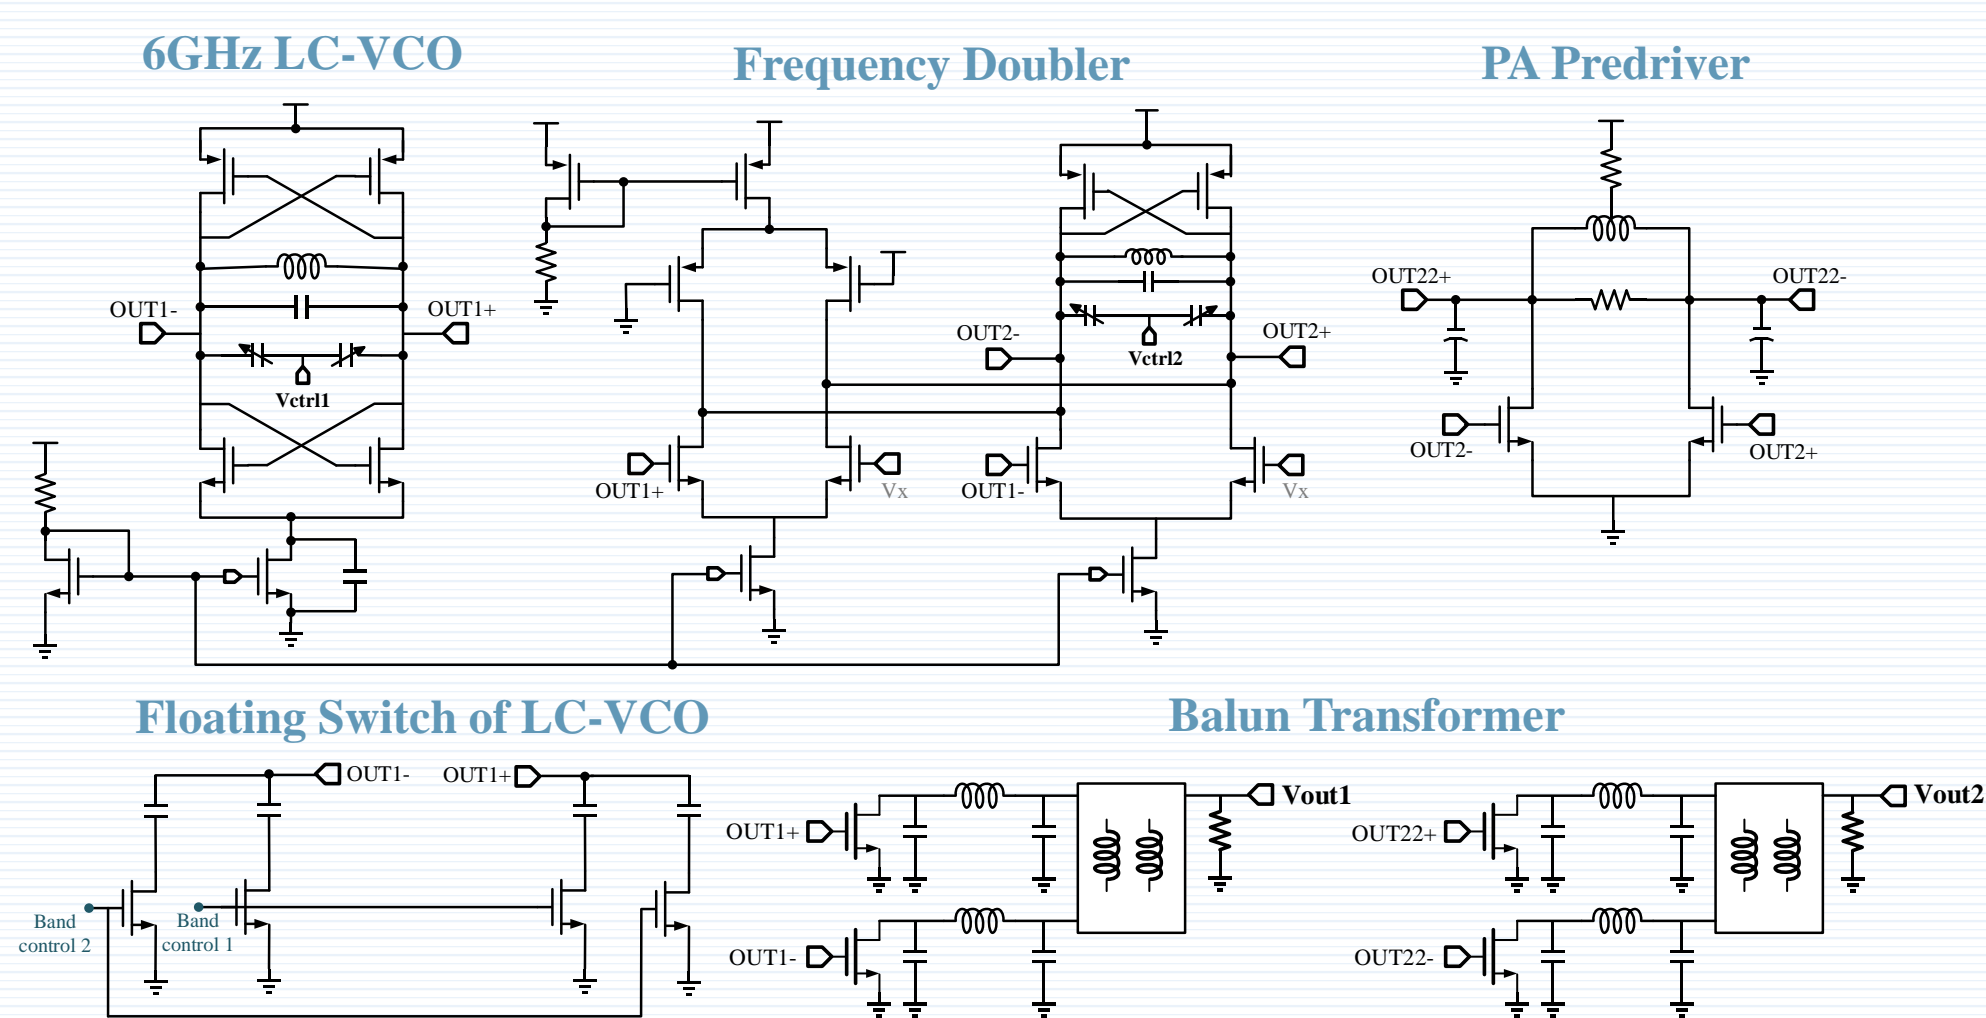 6GHz LC-VCO
Frequency Doubler
PA Predriver
OUT1-
OUT1+
Vctrl1
OUT2-
OUT2+
Vctrl2
OUT22+
OUT22-
OUT1+
Vx
OUT1-
Vx
OUT2-
OUT2+
Floating Switch of LC-VCO
Balun Transformer
OUT1-
OUT1+
Band
control 2
Band
control 1
OUT1+
OUT1-
Vout1
OUT22+
OUT22-
Vout2